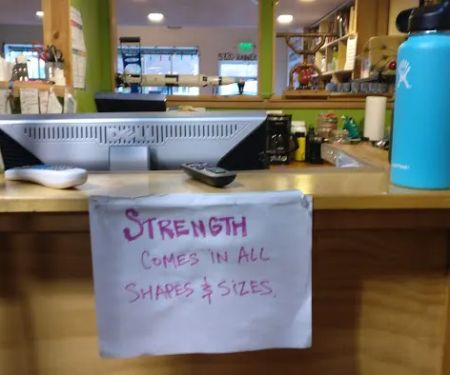 STRENGTH
COMES IN ALL
SHAPES & SIZES.